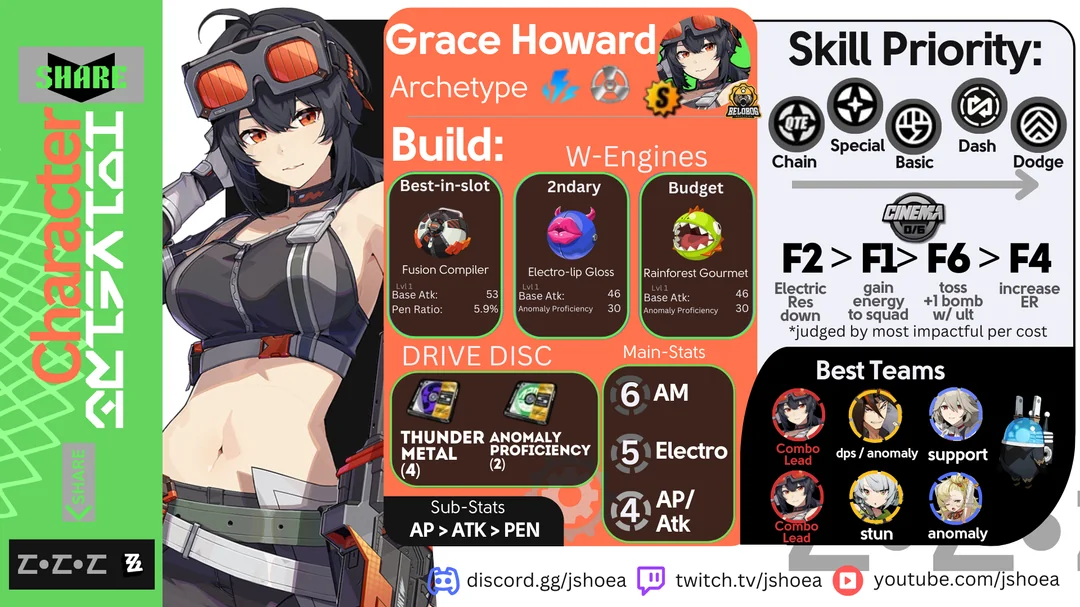 SHARE
Character
SHARE
Z•Z•Z
Grace Howard
Archetype
S
BELOBOG
Build:
W-Engines
Best-in-slot
Fusion Compiler
Lvl 1
Base Atk: 53
Pen Ratio: 5.9%
2ndary
Electro-lip Gloss
Lvl 1
Base Atk: 46
Anomaly Proficiency 30
Budget
Rainforest Gourmet
Lvl 1
Base Atk: 46
Anomaly Proficiency 30
DRIVE DISC
THUNDER
METAL
(4)
ANOMALY
PROFICIENCY
(2)
Main-Stats
6 AM
5 Electro
4 AP/
Atk
Sub-Stats
AP > ATK > PEN
Skill Priority:
QTE
Chain
Special
Basic
Dash
Dodge
CINEMA
0/6
F2 > F1> F6 > F4
Electric
Res
down
gain
energy
to squad
toss
+1 bomb
w/ ult
increase
ER
*judged by most impactful per cost
Best Teams
Combo
Lead
dps / anomaly
support
Combo
Lead
stun
anomaly
discord.gg/jshoea
twitch.tv/jshoea
youtube.com/jshoea